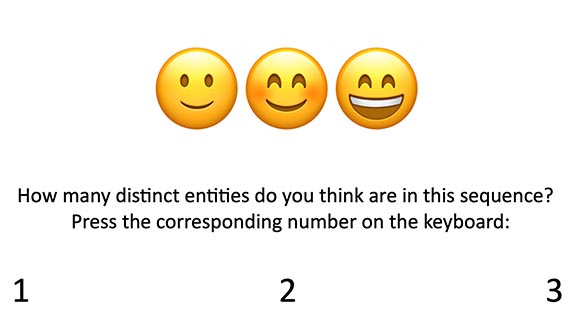 How many distinct entities do you think are in this sequence?
Press the corresponding number on the keyboard:
1 2 3